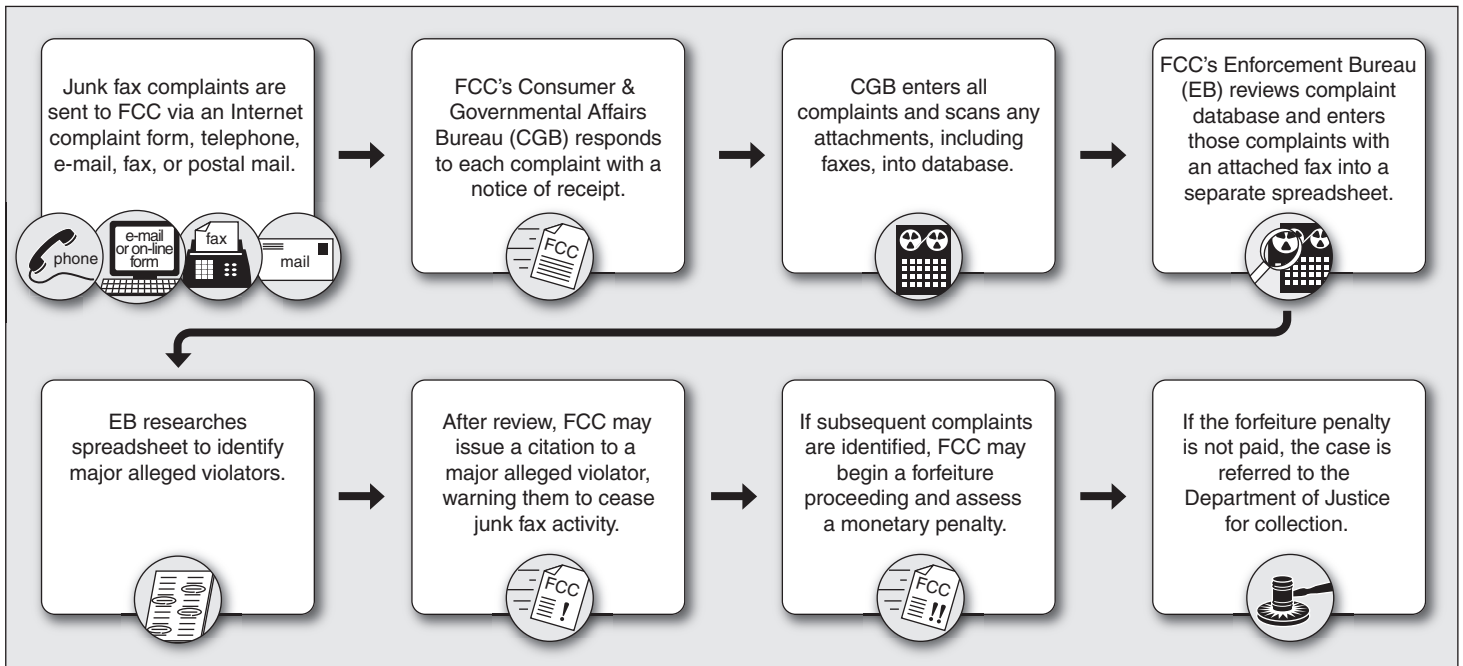 Junk fax complaints are
sent to FCC via an Internet
complaint form, telephone,
e-mail, fax, or postal mail.
phone
e-mail
or on-line
form
fax
mail
FCC's Consumer &
Governmental Affairs
Bureau (CGB) responds
to each complaint with a
notice of receipt.
FCC
CGB enters all
complaints and scans any
attachments, including
faxes, into database.
FCC's Enforcement Bureau
(EB) reviews complaint
database and enters
those complaints with
an attached fax into a
separate spreadsheet.
EB researches
spreadsheet to identify
major alleged violators.
After review, FCC may
issue a citation to a
major alleged violator,
warning them to cease
junk fax activity.
FCC
!
If subsequent complaints
are identified, FCC may
begin a forfeiture
proceeding and assess
a monetary penalty.
FCC
!!
If the forfeiture penalty
is not paid, the case is
referred to the
Department of Justice
for collection.